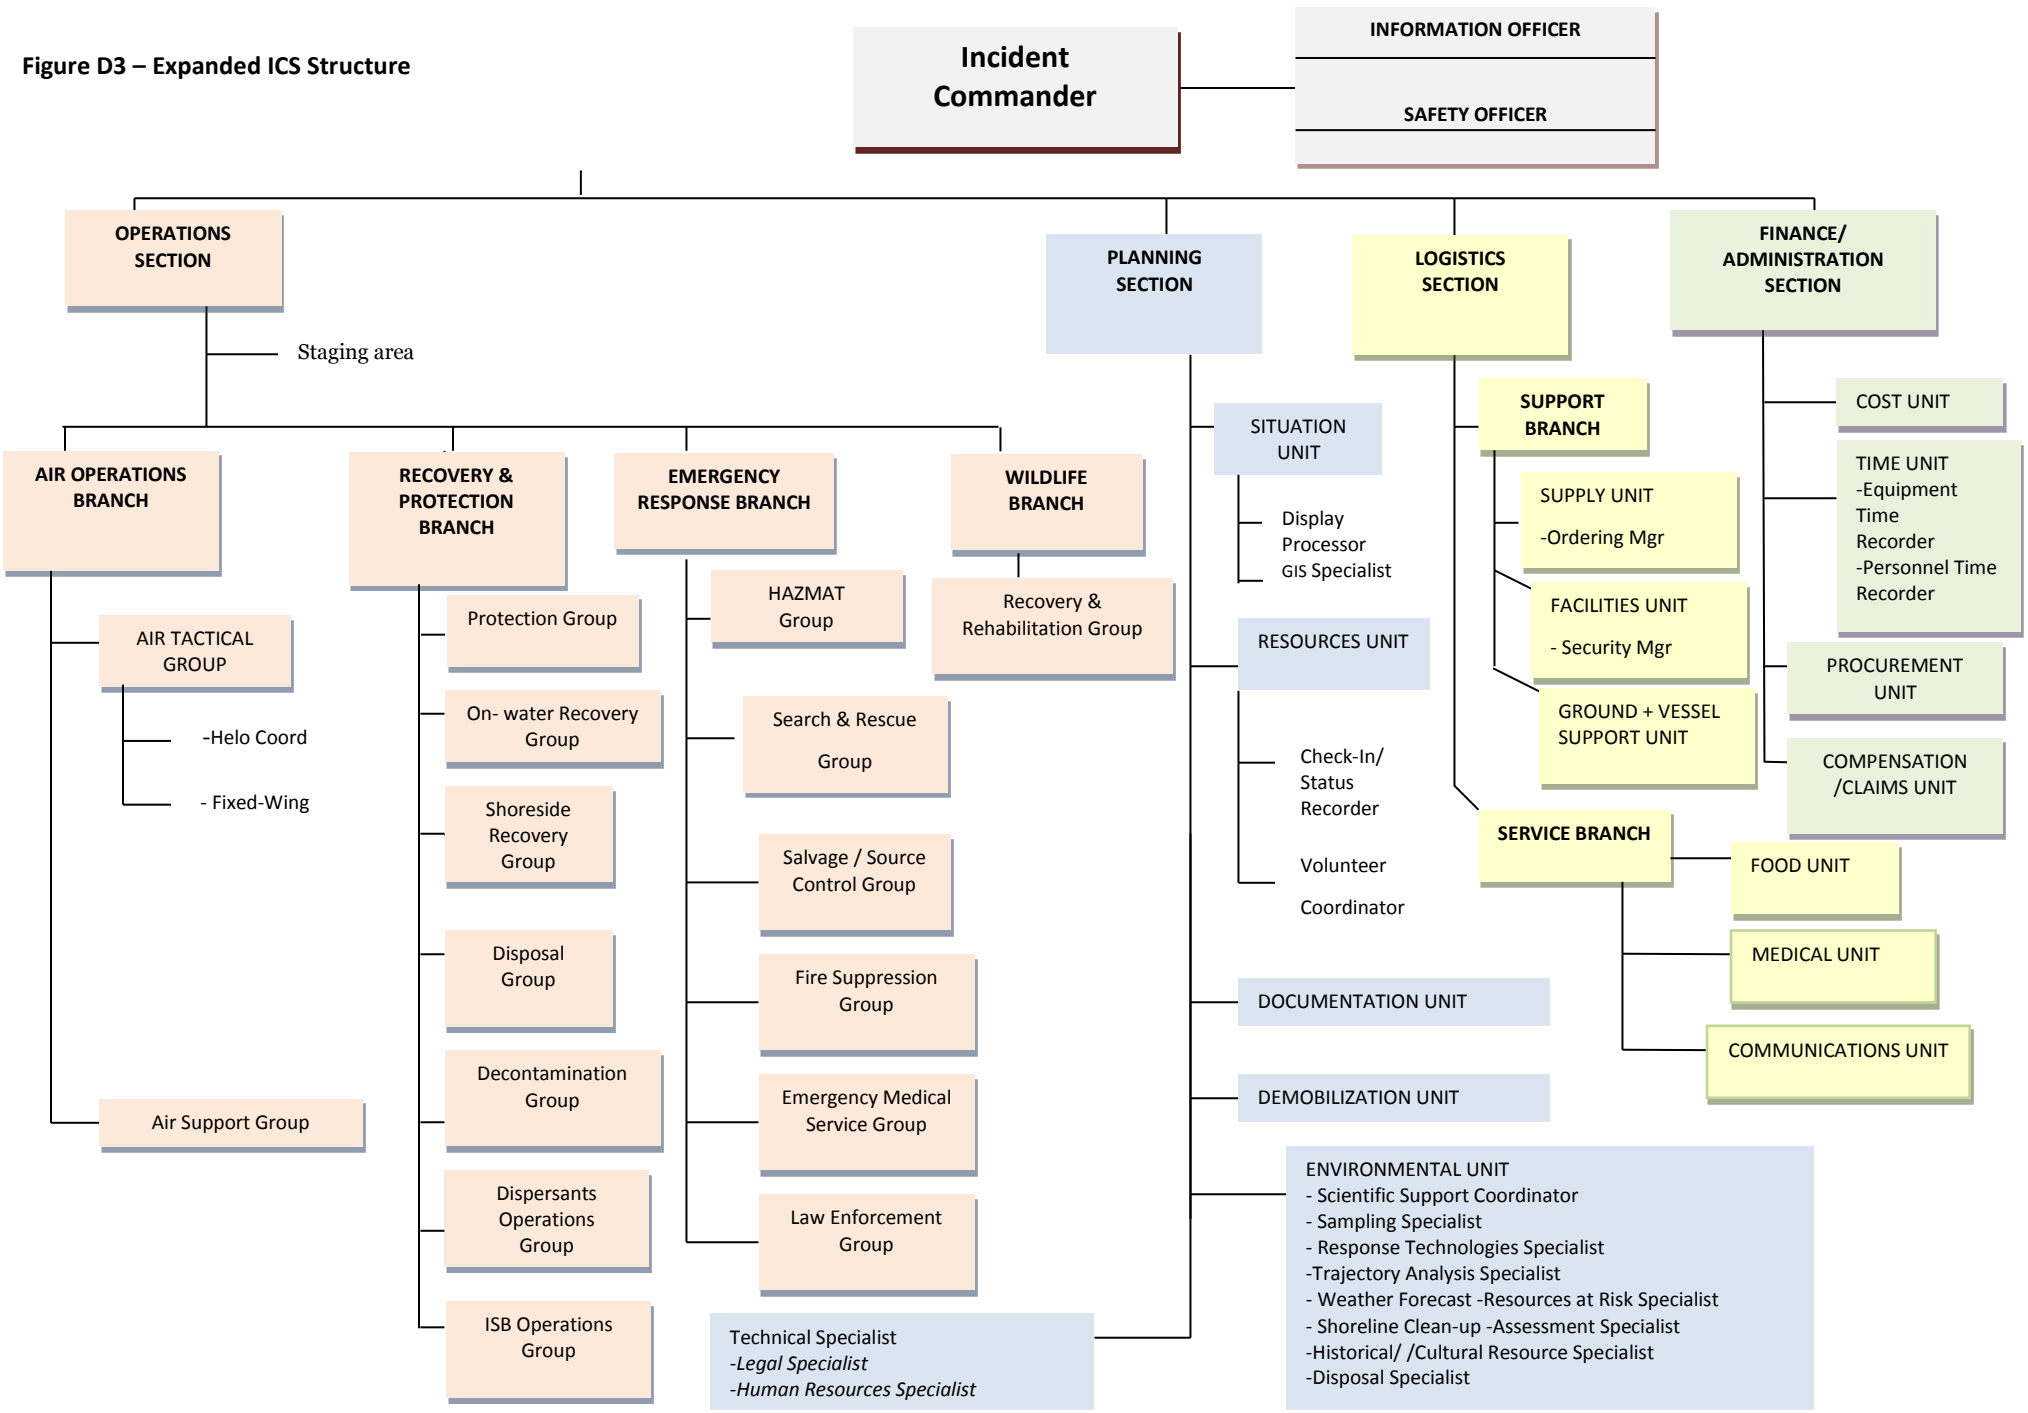 Figure D3 – Expanded ICS Structure
Incident
Commander
INFORMATION OFFICER
SAFETY OFFICER
OPERATIONS
SECTION
Staging area
PLANNING
SECTION
LOGISTICS
SECTION
FINANCE/
ADMINISTRATION
SECTION
AIR OPERATIONS
BRANCH
AIR TACTICAL
GROUP
-Helo Coord
- Fixed-Wing
Air Support Group
RECOVERY &
PROTECTION
BRANCH
Protection Group
On- water Recovery
Group
Shoreside
Recovery
Group
Disposal
Group
Decontamination
Group
Dispersants
Operations
Group
ISB Operations
Group
EMERGENCY
RESPONSE BRANCH
HAZMAT
Group
Search & Rescue
Group
Salvage / Source
Control Group
Fire Suppression
Group
Emergency Medical
Service Group
Law Enforcement
Group
WILDLIFE
BRANCH
Recovery &
Rehabilitation Group
SITUATION
UNIT
Display
Processor
GIS Specialist
RESOURCES UNIT
Check-In/
Status
Recorder
Volunteer
Coordinator
DOCUMENTATION UNIT
DEMOBILIZATION UNIT
ENVIRONMENTAL UNIT
- Scientific Support Coordinator
- Sampling Specialist
- Response Technologies Specialist
-Trajectory Analysis Specialist
- Weather Forecast -Resources at Risk Specialist
- Shoreline Clean-up -Assessment Specialist
-Historical/ /Cultural Resource Specialist
-Disposal Specialist
Technical Specialist
-Legal Specialist
-Human Resources Specialist
SUPPORT
BRANCH
SUPPLY UNIT
-Ordering Mgr
FACILITIES UNIT
- Security Mgr
GROUND + VESSEL
SUPPORT UNIT
SERVICE BRANCH
FOOD UNIT
MEDICAL UNIT
COMMUNICATIONS UNIT
COST UNIT
TIME UNIT
-Equipment
Time
Recorder
-Personnel Time
Recorder
PROCUREMENT
UNIT
COMPENSATION
/CLAIMS UNIT